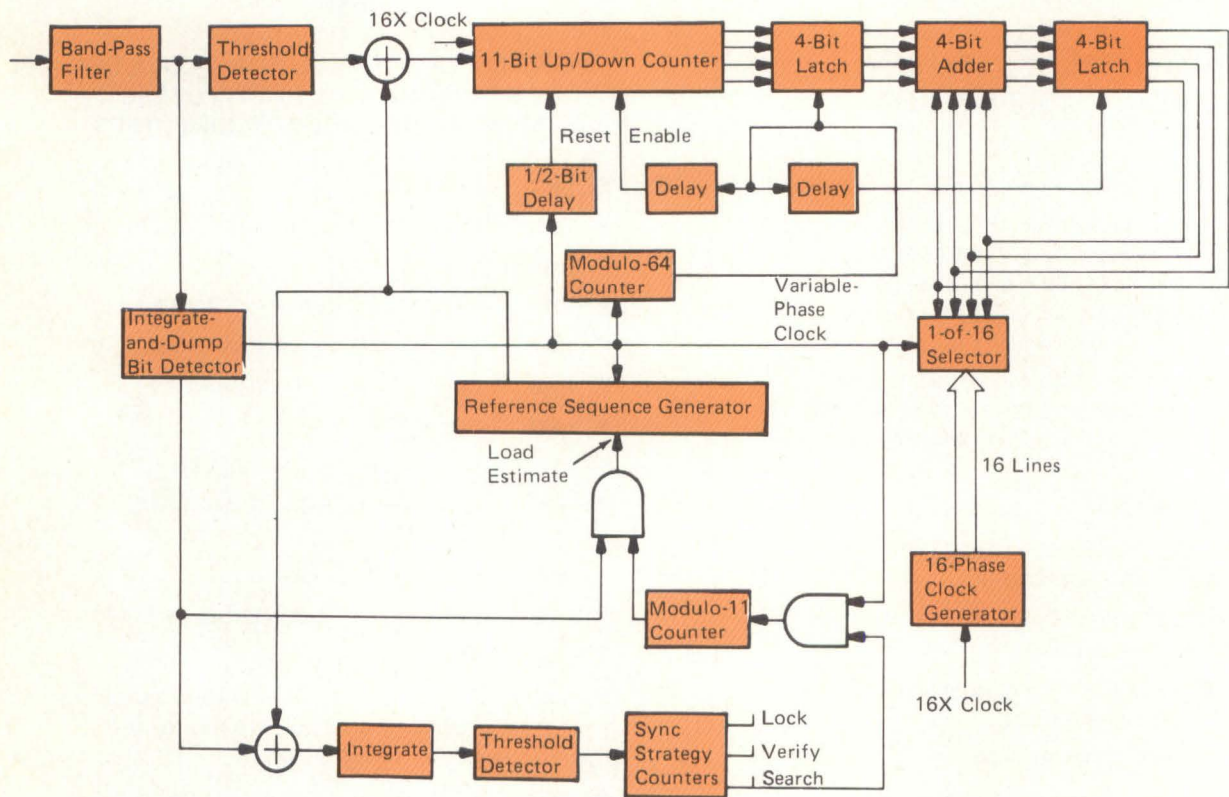 16X Clock
Band-Pass
Filter
Threshold
Detector
+
11-Bit Up/Down Counter
4-Bit
Latch
4-Bit
Adder
4-Bit
Latch
Reset
Enable
1/2-Bit
Delay
Delay
Delay
Modulo-64
Counter
Variable-
Phase
Clock
Integrate-
and-Dump
Bit Detector
1-of-16
Selector
Reference Sequence Generator
Load
Estimate
16 Lines
Modulo-11
Counter
16-Phase
Clock
Generator
16X Clock
+
Integrate
Threshold
Detector
Sync
Strategy
Counters
Lock
Verify
Search